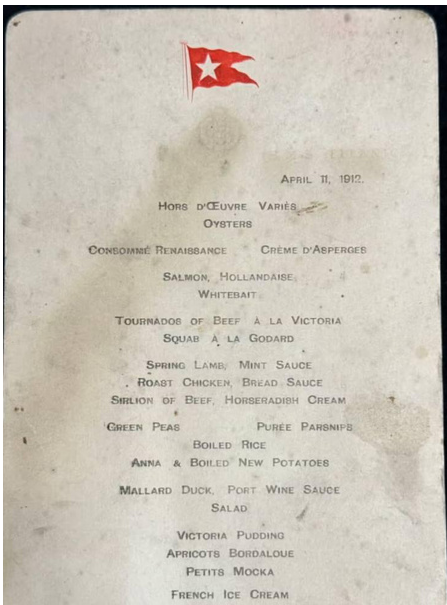 April 11, 1912.
Hors d'Œuvre Variés
Oysters
Consommé Renaissance Crème d'Asperges
Salmon, Hollandaise
Whitebait
Tournados of Beef à la Victoria
Squab à la Godard
Spring Lamb, Mint Sauce
Roast Chicken, Bread Sauce
Sirlion of Beef, Horseradish Cream
Green Peas Purée Parsnips
Boiled Rice
Anna & Boiled New Potatoes
Mallard Duck, Port Wine Sauce
Salad
Victoria Pudding
Apricots Bordaloue
Petits Mocka
French Ice Cream